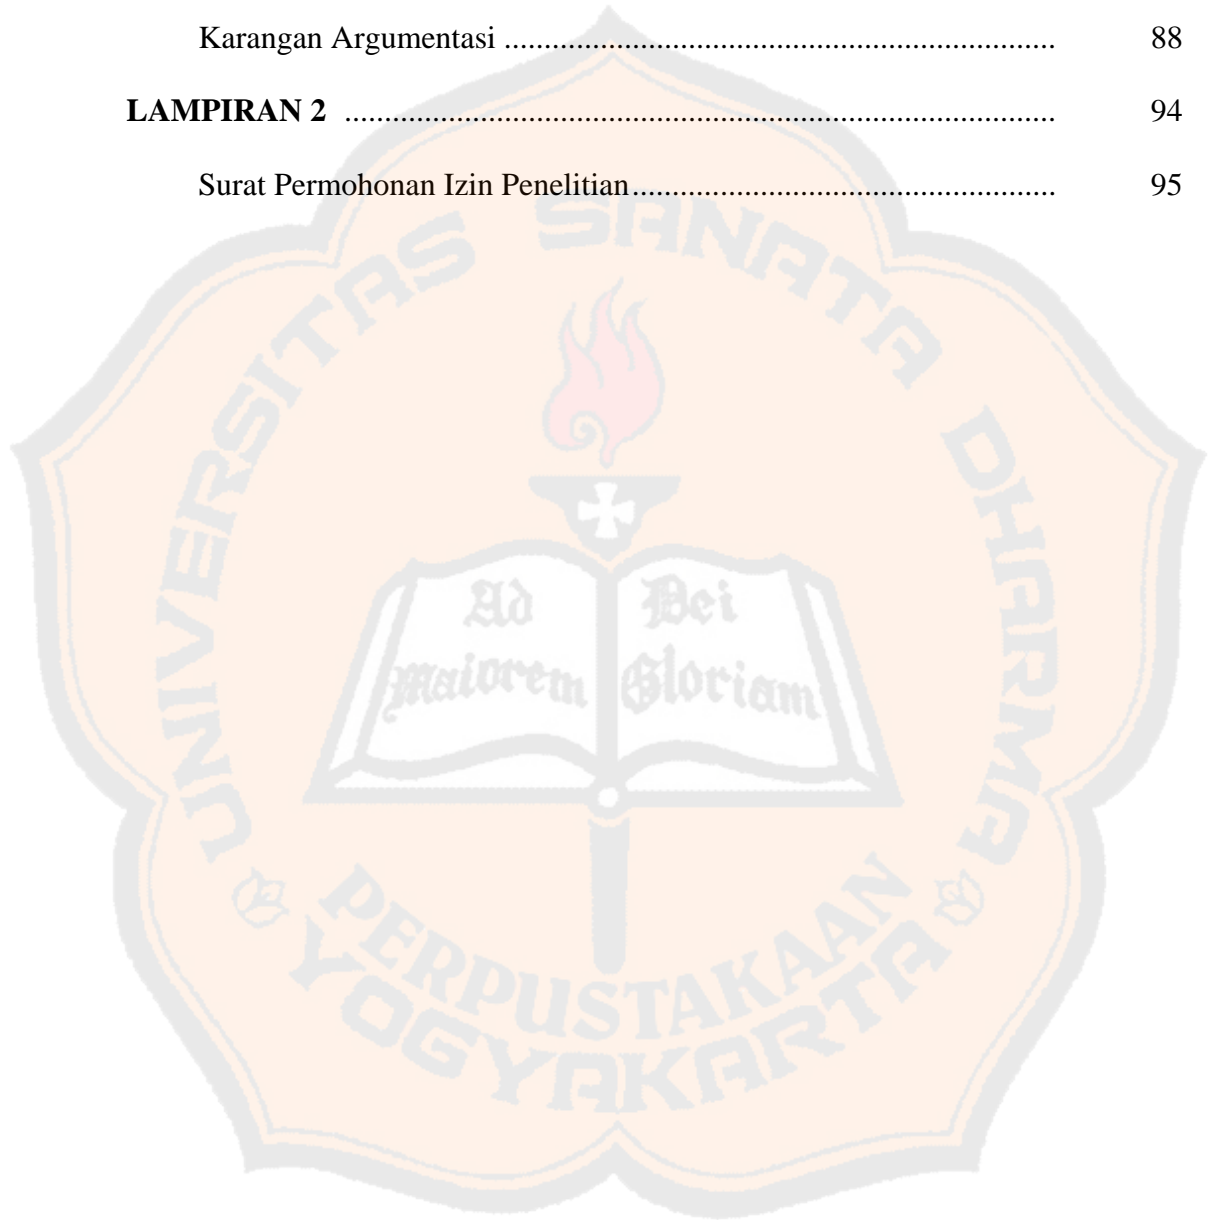 Karangan Argumentasi .................................................................... 88
LAMPIRAN 2 ........................................................................................ 94
Surat Permohonan Izin Penelitian .................................................... 95
UNIVERSITAS SANATA DHARMA
Ad Dei
Maiorem Gloriam
PERPUSTAKAAN
YOGYAKARTA